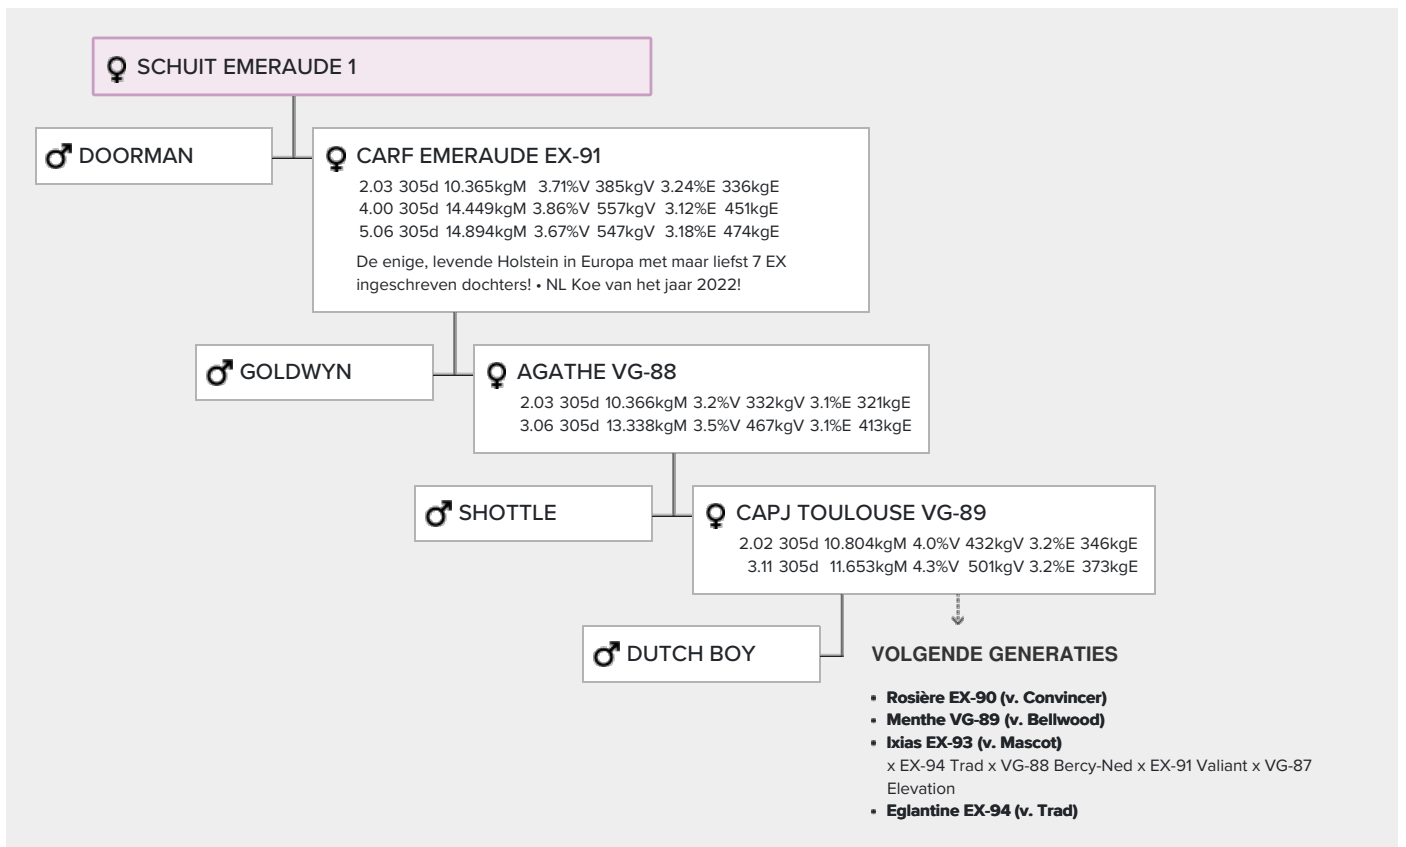 SCHUIT EMERAUDE 1
DOORMAN
CARF EMERAUDE EX-91
2.03 305d 10.365kgM 3.71%V 385kgV 3.24%E 336kgE
4.00 305d 14.449kgM 3.86%V 557kgV 3.12%E 451kgE
5.06 305d 14.894kgM 3.67%V 547kgV 3.18%E 474kgE
De enige, levende Holstein in Europa met maar liefst 7 EX
ingeschreven dochters! • NL Koe van het jaar 2022!
GOLDWYN
AGATHE VG-88
2.03 305d 10.366kgM 3.2%V 332kgV 3.1%E 321kgE
3.06 305d 13.338kgM 3.5%V 467kgV 3.1%E 413kgE
SHOTTLE
CAPJ TOULOUSE VG-89
2.02 305d 10.804kgM 4.0%V 432kgV 3.2%E 346kgE
3.11 305d 11.653kgM 4.3%V 501kgV 3.2%E 373kgE
DUTCH BOY
VOLGENDE GENERATIES
• Rosière EX-90 (v. Convincer)
• Menthe VG-89 (v. Bellwood)
• Ixias EX-93 (v. Mascot)
x EX-94 Trad x VG-88 Bercy-Ned x EX-91 Valiant x VG-87
Elevation
• Eglantine EX-94 (v. Trad)